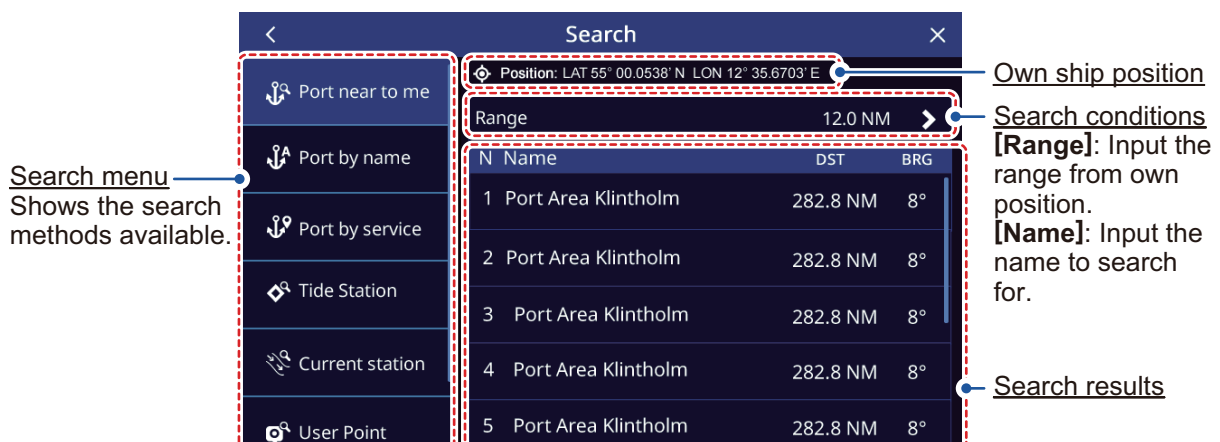 Search
Port near to me
Port by name
Port by service
Tide Station
Current station
User Point
Position: LAT 55° 00.0538' N LON 12° 35.6703' E
Range 12.0 NM
N Name DST BRG
1 Port Area Klintholm 282.8 NM 8°
2 Port Area Klintholm 282.8 NM 8°
3 Port Area Klintholm 282.8 NM 8°
4 Port Area Klintholm 282.8 NM 8°
5 Port Area Klintholm 282.8 NM 8°
Search menu
Shows the search
methods available.
Own ship position
Search conditions
[Range]: Input the
range from own
position.
[Name]: Input the
name to search
for.
Search results